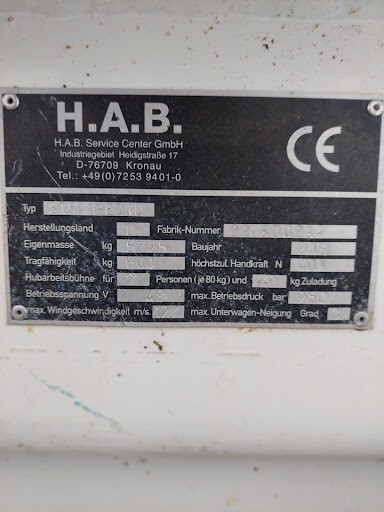 H.A.B.
H.A.B. Service Center GmbH
Industriegebiet Heidigstraße 17
D-76709 Kronau
Tel.: +49(0)7253 9401-0
CE
Typ
Herstellungsland Fabrik-Nummer
Eigenmasse kg Baujahr
Tragfähigkeit kg höchstzul. Handkraft N
Hubarbeitsbühne für Personen (je 80 kg) und kg Zuladung
Betriebsspannung V max. Betriebsdruck bar
max. Windgeschwindigkeit m/s. max. Unterwagen-Neigung Grad